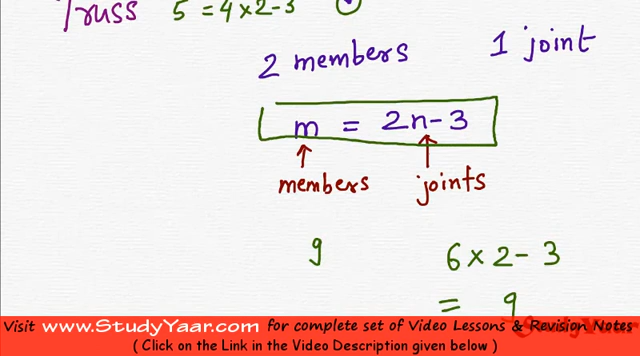 Truss 5 = 4 x 2 - 3
2 members 1 joint
m = 2n - 3
members joints
9 6 x 2 - 3
= 9
StudyYaar
Visit www.StudyYaar.com for complete set of Video Lessons & Revision Notes
( Click on the Link in the Video Description given below )